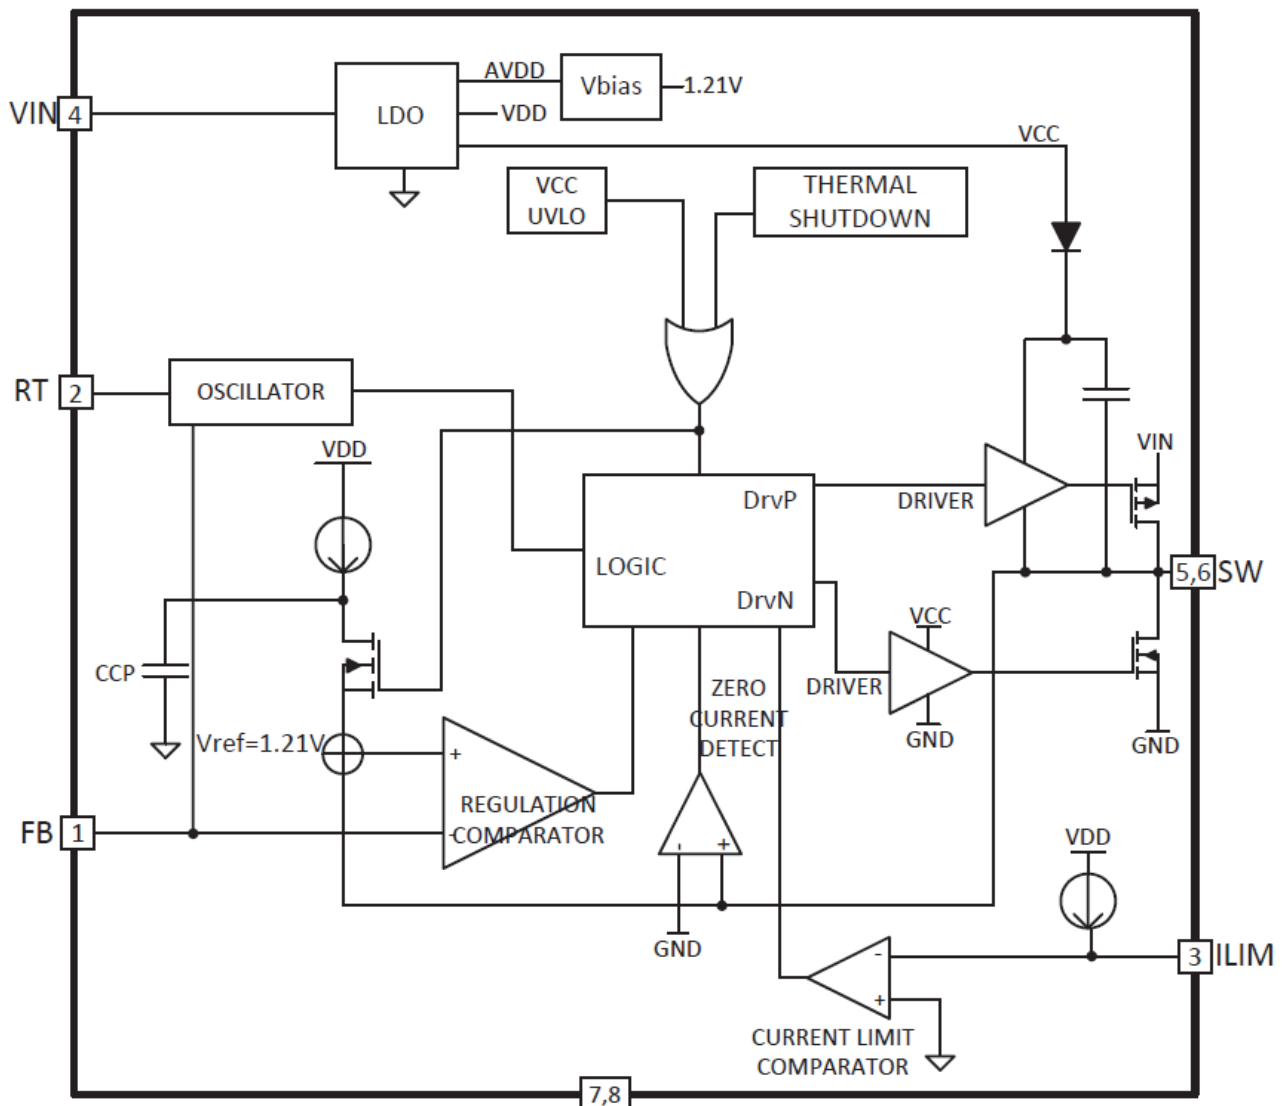 AVDD
Vbias
1.21V
VIN
4
LDO
VDD
VCC
VCC
UVLO
THERMAL
SHUTDOWN
RT
2
OSCILLATOR
VDD
VIN
DrvP
DRIVER
LOGIC
5,6
SW
DrvN
VCC
CCP
ZERO
CURRENT
DETECT
DRIVER
GND
GND
Vref=1.21V
+
REGULATION
COMPARATOR
-
FB
1
-
+
VDD
GND
-
3
ILIM
+
CURRENT LIMIT
COMPARATOR
7,8